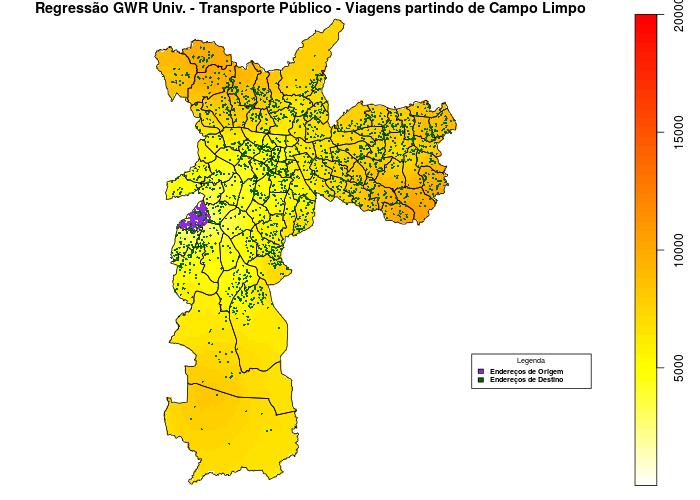 Regressão GWR Univ. - Transporte Público - Viagens partindo de Campo Limpo
20000
15000
10000
5000
Legenda
Endereços de Origem
Endereços de Destino